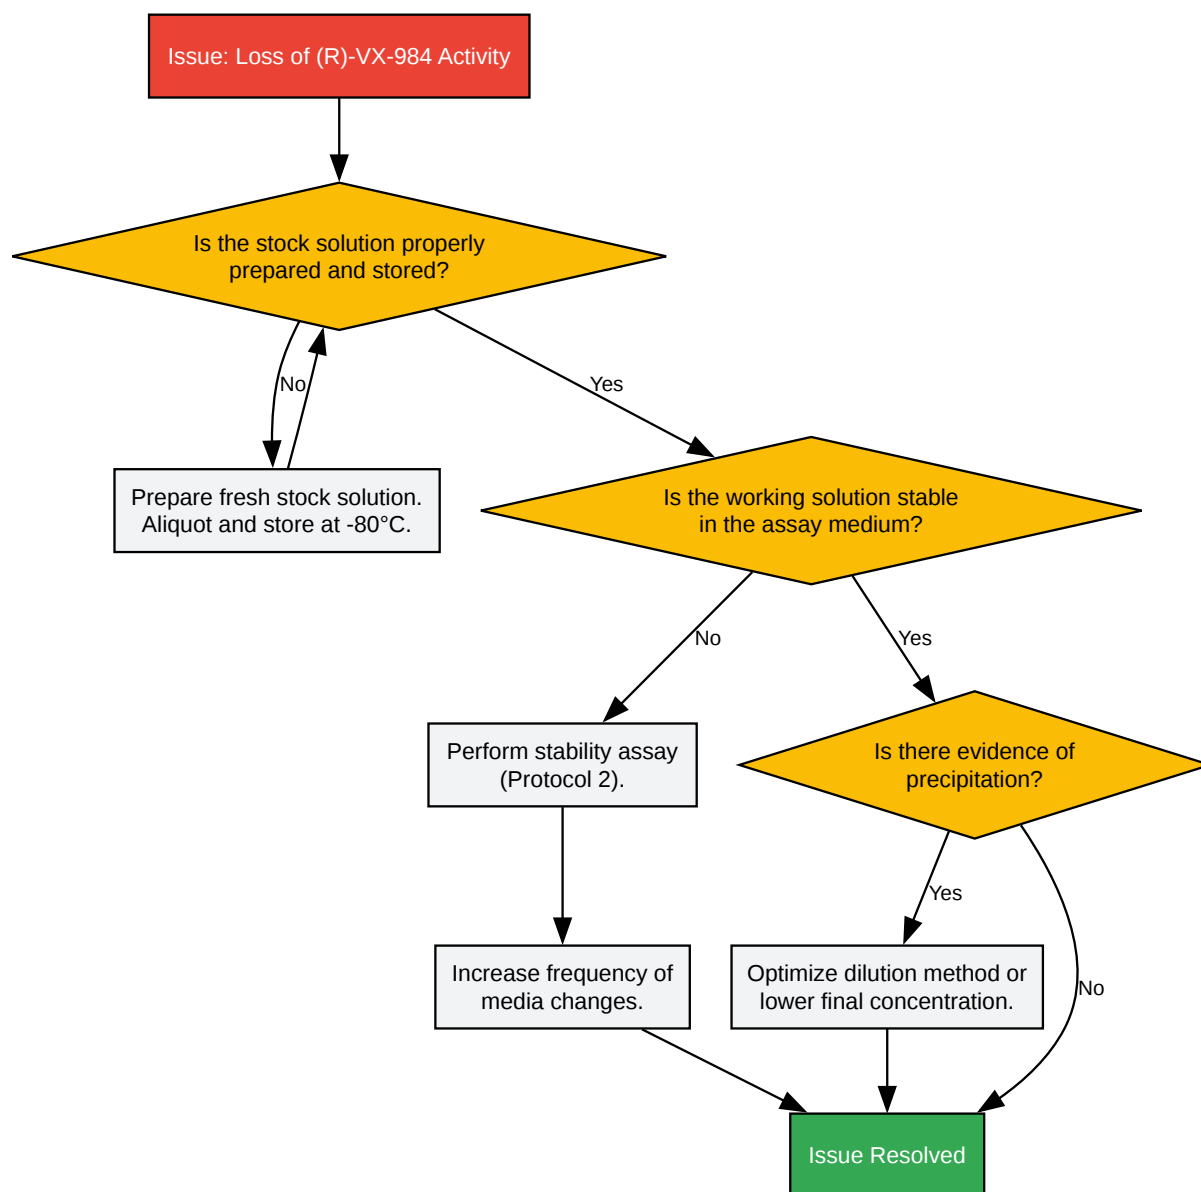 Issue: Loss of (R)-VX-984 Activity
Is the stock solution properly
prepared and stored?
No
Yes
Prepare fresh stock solution.
Aliquot and store at -80°C.
Is the working solution stable
in the assay medium?
No
Yes
Perform stability assay
(Protocol 2).
Is there evidence of
precipitation?
Yes
Increase frequency of
media changes.
Optimize dilution method or
lower final concentration.
No
Issue Resolved